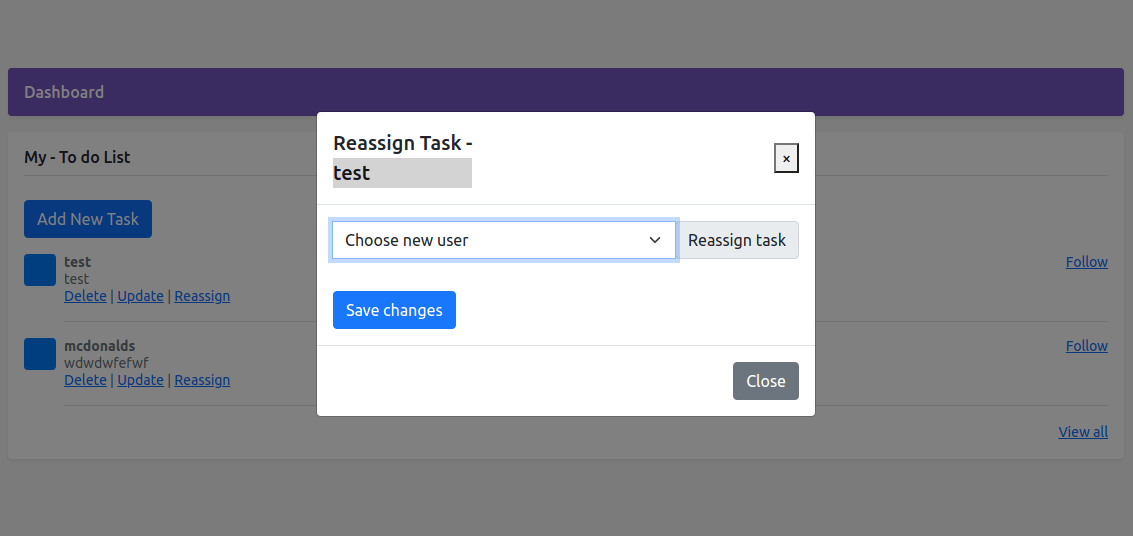 Dashboard
My - To do List
Add New Task
test
test
Delete | Update | Reassign
Follow
mcdonalds
wdwdwfefwf
Delete | Update | Reassign
Follow
View all
Reassign Task -
test
×
Choose new user
Reassign task
Save changes
Close